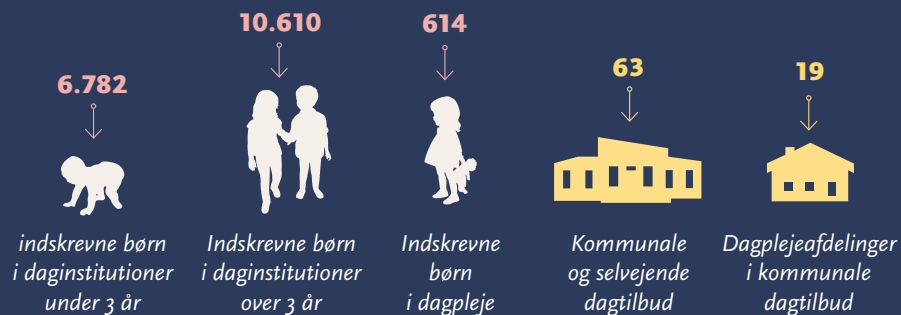 6.782
indskrevne børn
i daginstitutioner
under 3 år
10.610
Indskrevne børn
i daginstitutioner
over 3 år
614
Indskrevne
børn
i dagpleje
63
Kommunale
og selvejende
dagtilbud
19
Dagplejeafdelinger
i kommunale
dagtilbud